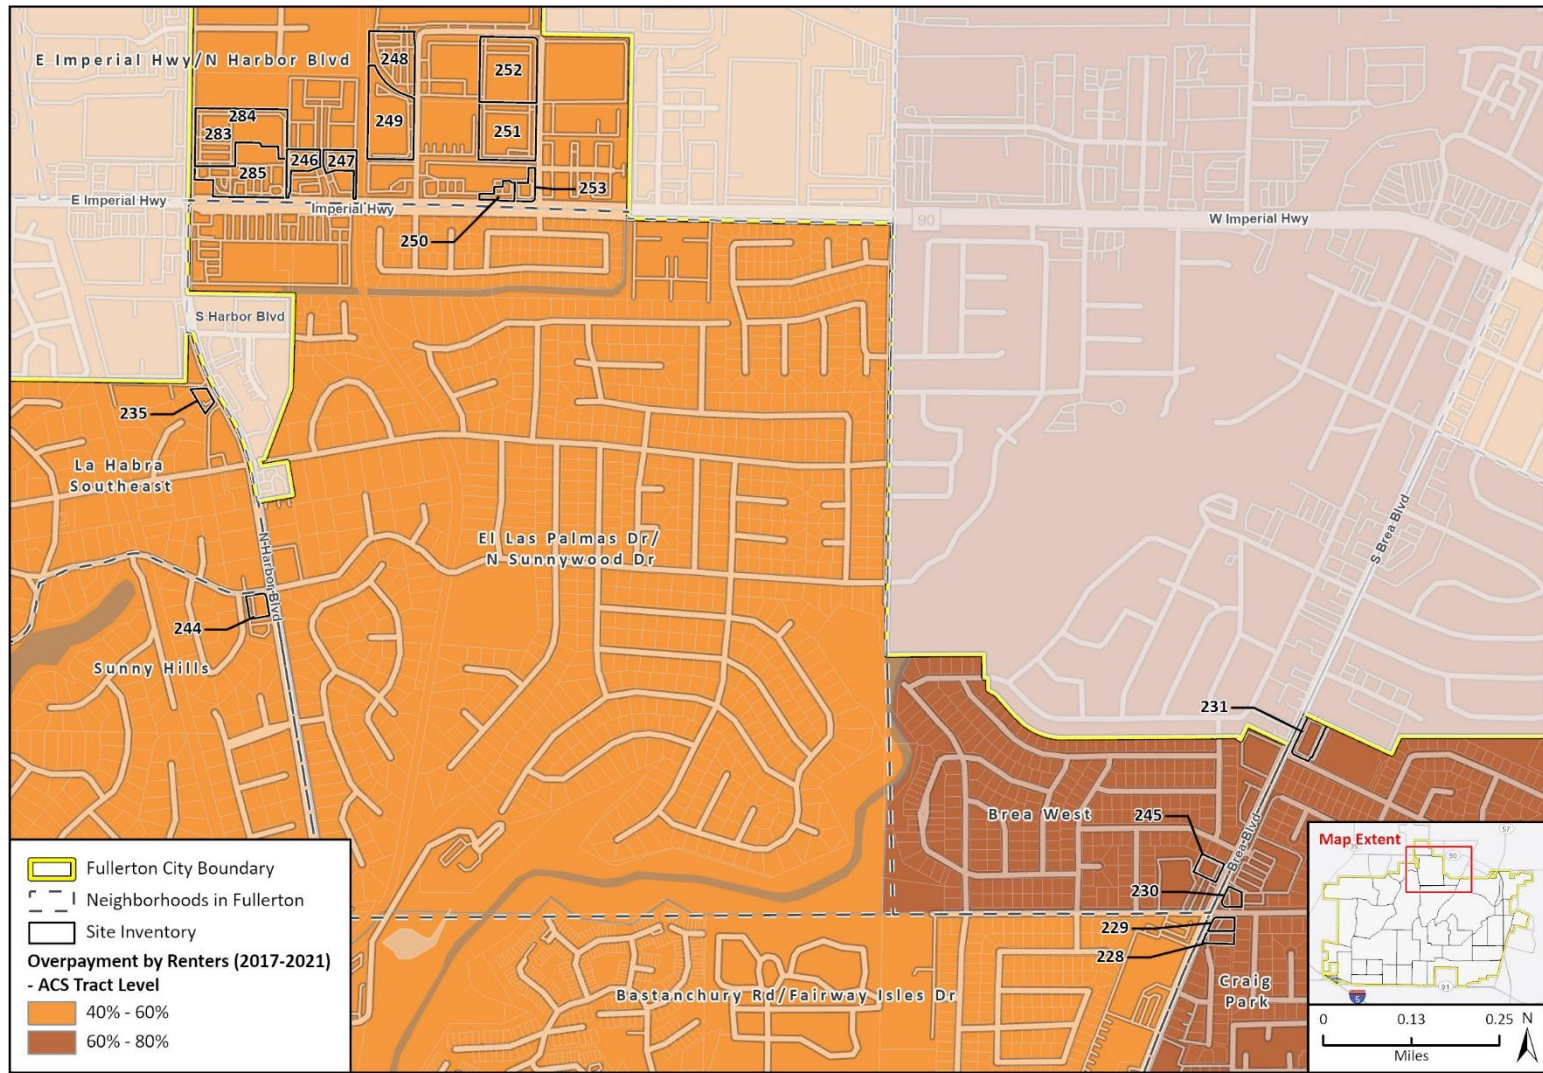 E Imperial Hwy/N Harbor Blvd
248
252
284
283
249
251
246
247
285
253
E Imperial Hwy
Imperial Hwy
90
W Imperial Hwy
250
S Harbor Blvd
235
La Habra
Southeast
N Harbor Blvd
El Las Palmas Dr/
N Sunnywood Dr
S Brea Blvd
244
Sunny Hills
231
Brea West
245
Brea Blvd
230
229
228
Craig
Park
Bastanchury Rd/Fairway Isles Dr
Fullerton City Boundary
Neighborhoods in Fullerton
Site Inventory
Overpayment by Renters (2017-2021)
- ACS Tract Level
40% - 60%
60% - 80%
Map Extent
57
90
91
5
0 0.13 0.25
Miles
N